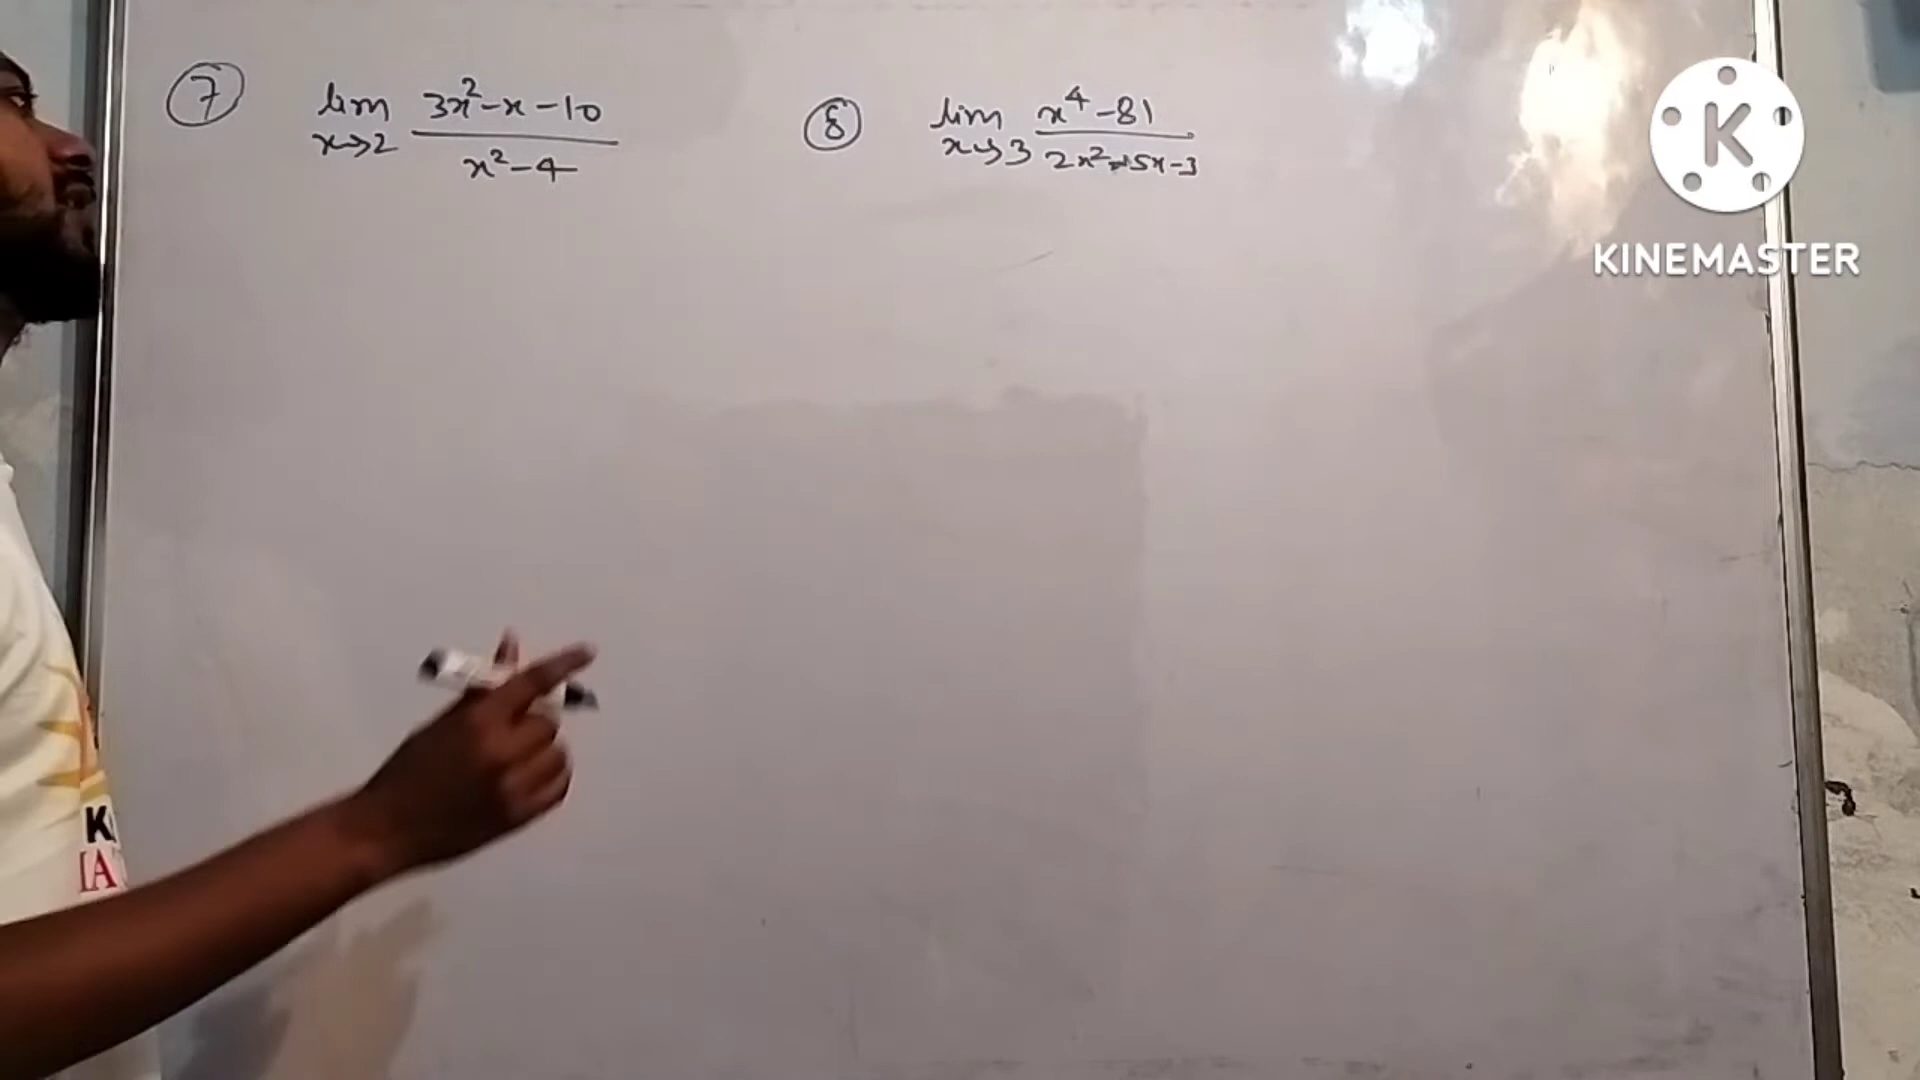 ⑦ lim x→2 (3x²-x-10)/(x²-4)
⑧ lim x→3 (x⁴-81)/(2x²-5x-3)
K
KINEMASTER